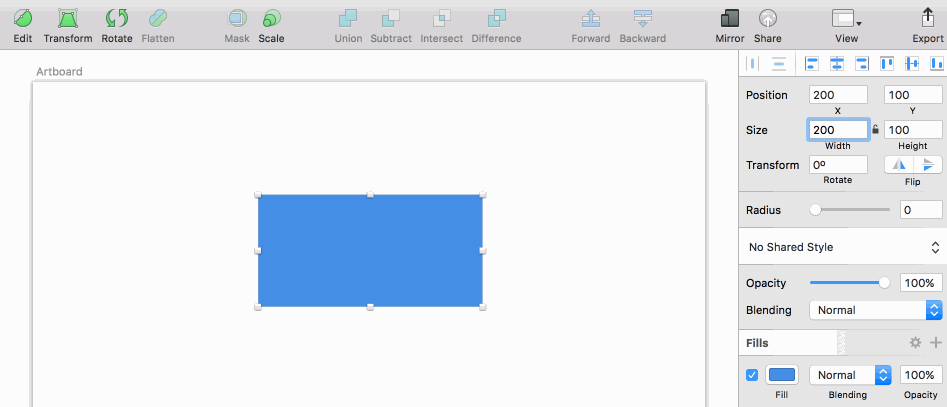 Edit Transform Rotate Flatten Mask Scale Union Subtract Intersect Difference Forward Backward Mirror Share View Export
Artboard
Position 200 100
X Y
Size 200 100
Width Height
Transform 0º
Rotate Flip
Radius 0
No Shared Style
Opacity 100%
Blending Normal
Fills
Normal 100%
Fill Blending Opacity